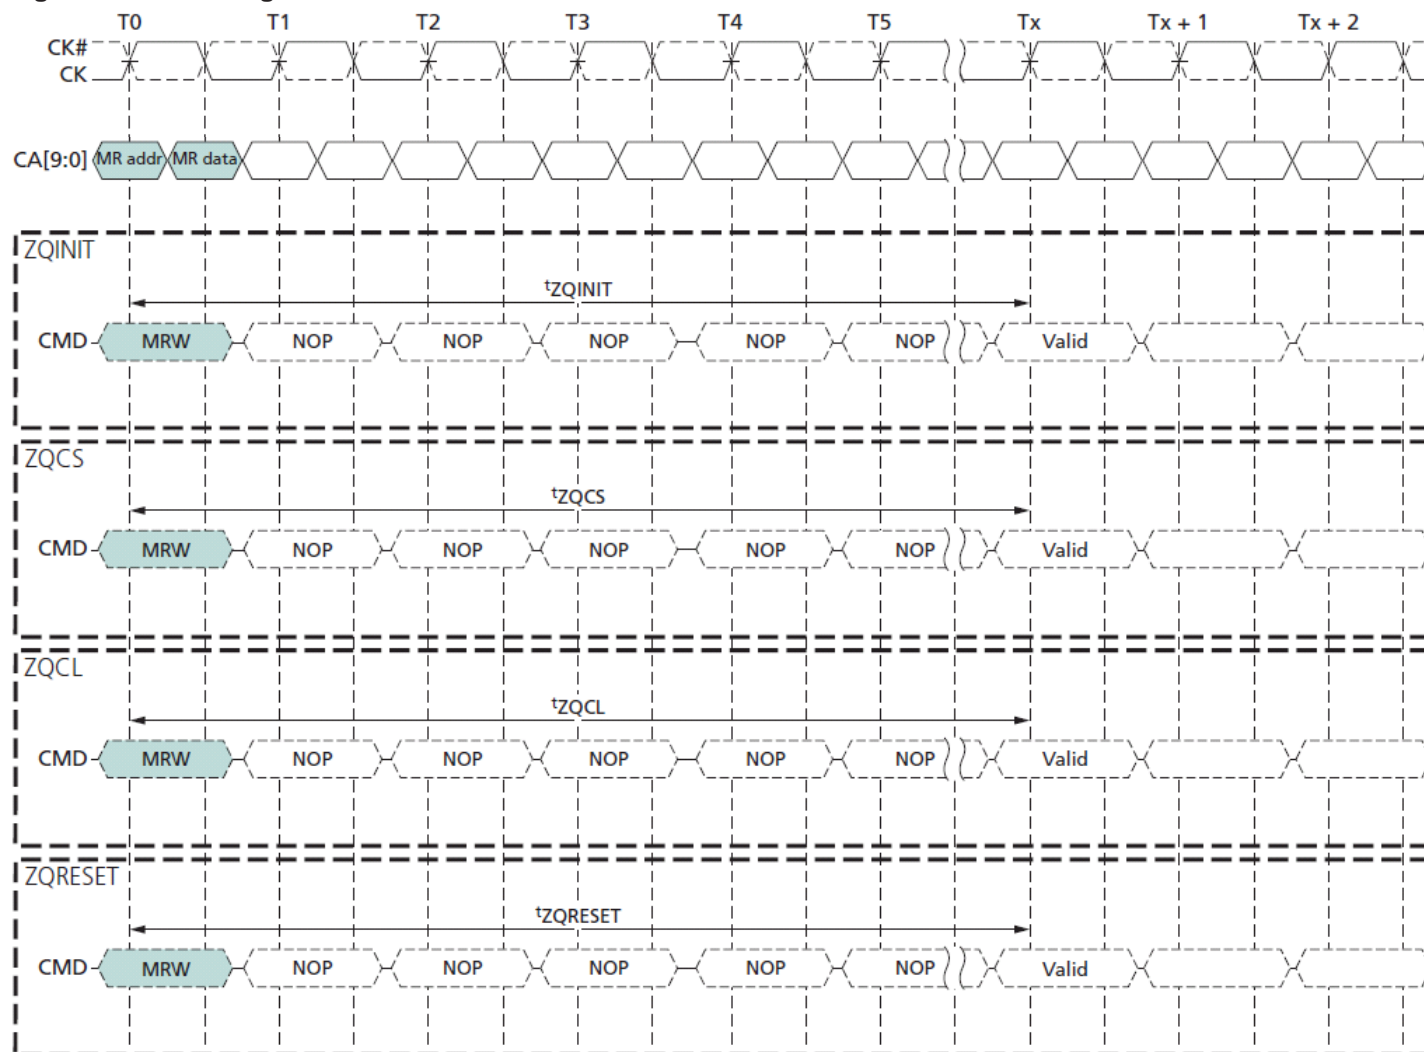 T0 T1 T2 T3 T4 T5 Tx Tx + 1 Tx + 2
CK#
CK
CA[9:0] MR addr MR data
ZQINIT
tZQINIT
CMD MRW NOP NOP NOP NOP NOP Valid
ZQCS
tZQCS
CMD MRW NOP NOP NOP NOP NOP Valid
ZQCL
tZQCL
CMD MRW NOP NOP NOP NOP NOP Valid
ZQRESET
tZQRESET
CMD MRW NOP NOP NOP NOP NOP Valid